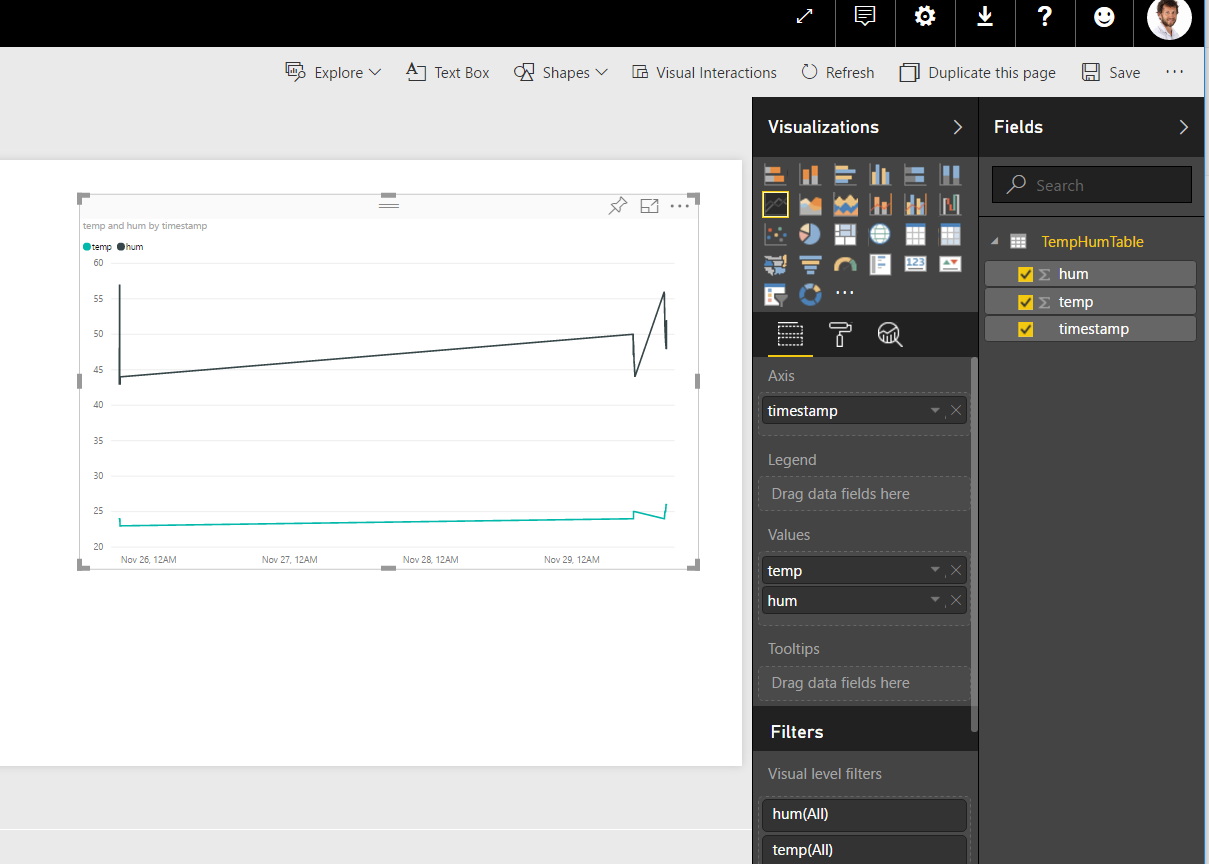 Explore
Text Box
Shapes
Visual Interactions
Refresh
Duplicate this page
Save
temp and hum by timestamp
temp hum
60
55
50
45
40
35
30
25
20
Nov 26, 12AM Nov 27, 12AM Nov 28, 12AM Nov 29, 12AM
Visualizations
123
Axis
timestamp
Legend
Drag data fields here
Values
temp
hum
Tooltips
Drag data fields here
Filters
Visual level filters
hum(All)
temp(All)
Fields
Search
TempHumTable
hum
temp
timestamp